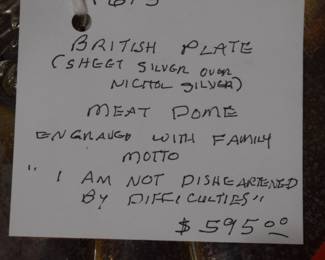 BRITISH PLATE
(SHEET SILVER OVER
NICKOL SILVER)
MEAT DOME
ENGRAVED WITH FAMILY
MOTTO
" I AM NOT DISHEARTENED
BY DIFFICULTIES"
$ 595.00